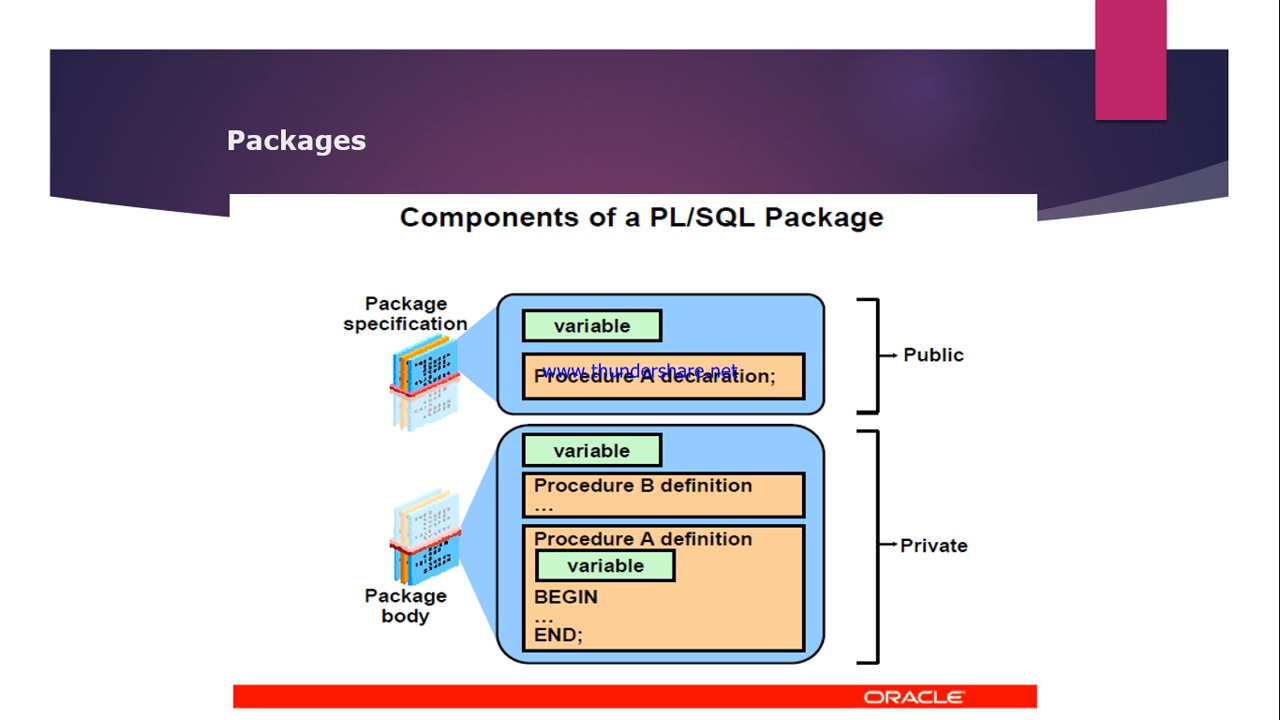 Packages
Components of a PL/SQL Package
Package
specification
variable
www.thundershare.net
Procedure A declaration;
Public
variable
Procedure B definition
...
Procedure A definition
variable
BEGIN
...
END;
Private
Package
body
ORACLE